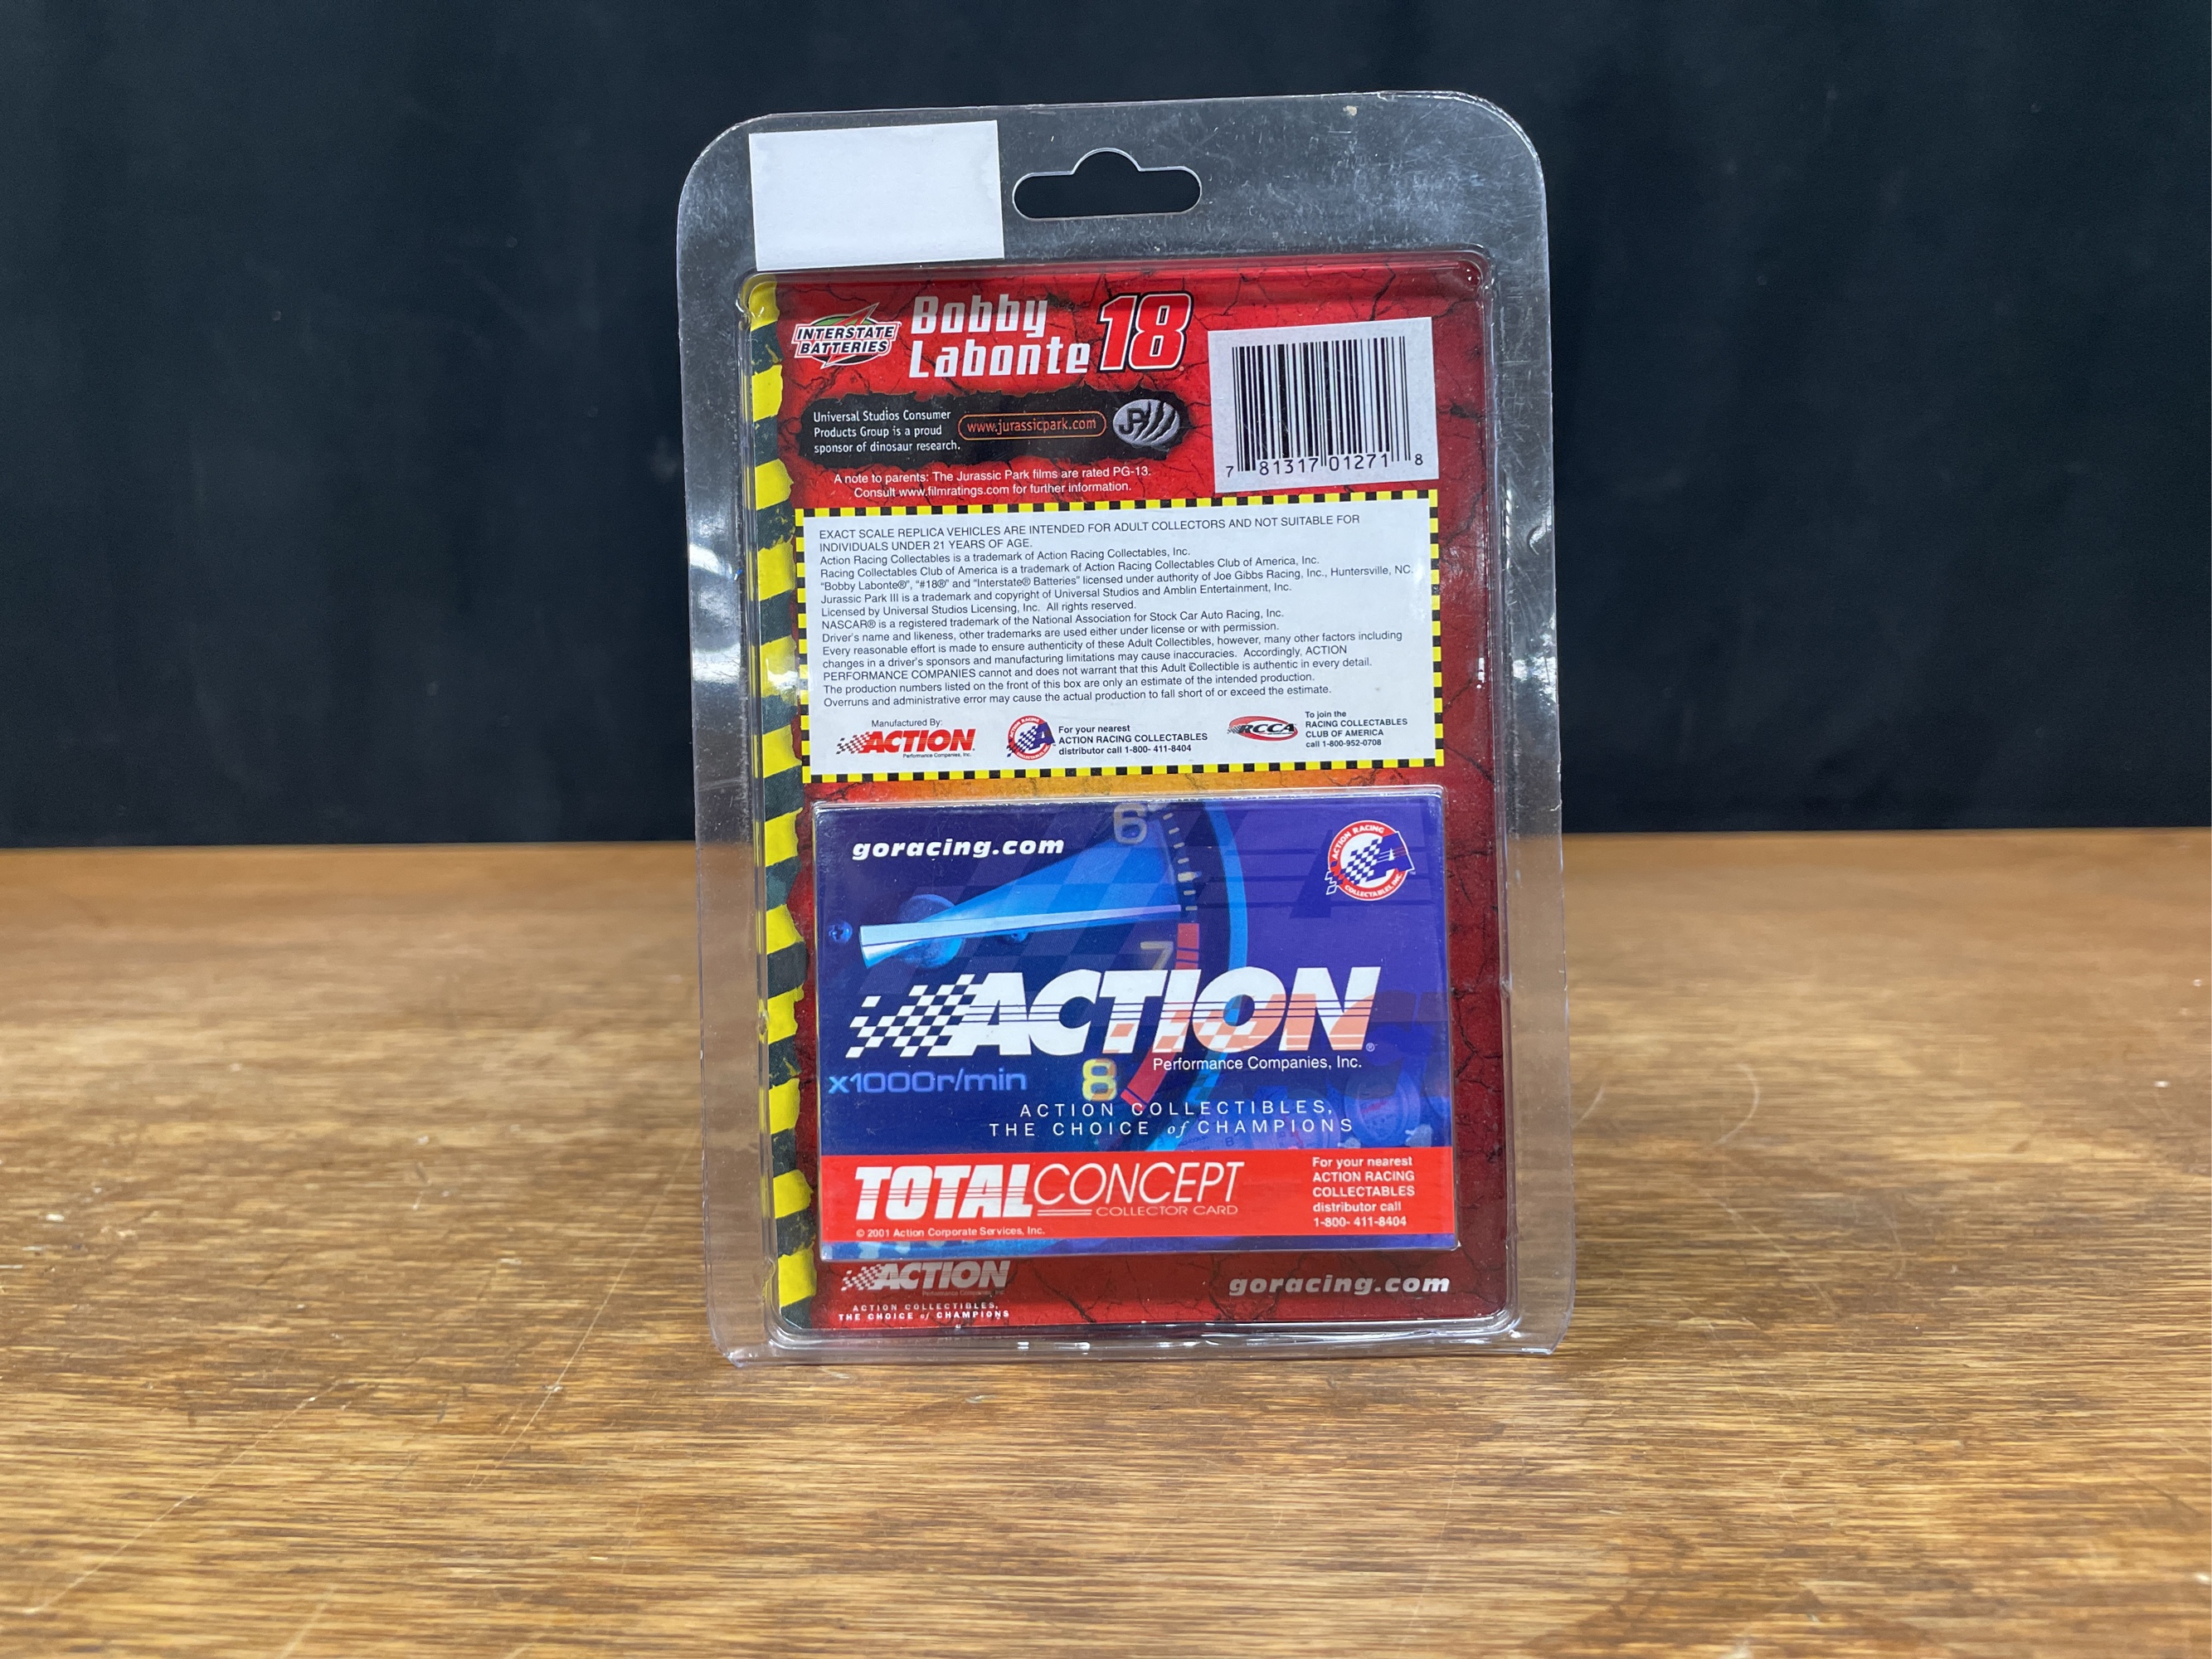 INTERSTATE
BATTERIES
Bobby
Labonte
18
Universal Studios Consumer
Products Group is a proud
sponsor of dinosaur research.
www.jurassicpark.com
JP
A note to parents: The Jurassic Park films are rated PG-13.
Consult www.filmratings.com for further information.
7 81317 01271 8
EXACT SCALE REPLICA VEHICLES ARE INTENDED FOR ADULT COLLECTORS AND NOT SUITABLE FOR
INDIVIDUALS UNDER 21 YEARS OF AGE.
Action Racing Collectables is a trademark of Action Racing Collectables, Inc.
Racing Collectables Club of America is a trademark of Action Racing Collectables Club of America, Inc.
"Bobby Labonte®", "#18®" and "Interstate® Batteries" licensed under authority of Joe Gibbs Racing, Inc., Huntersville, NC.
Jurassic Park III is a trademark and copyright of Universal Studios and Amblin Entertainment, Inc.
Licensed by Universal Studios Licensing, Inc. All rights reserved.
NASCAR® is a registered trademark of the National Association for Stock Car Auto Racing, Inc.
Driver's name and likeness, other trademarks are used either under license or with permission.
Every reasonable effort is made to ensure authenticity of these Adult Collectibles, however, many other factors including
changes in a driver's sponsors and manufacturing limitations may cause inaccuracies. Accordingly, ACTION
PERFORMANCE COMPANIES cannot and does not warrant that this Adult Collectible is authentic in every detail.
The production numbers listed on the front of this box are only an estimate of the intended production.
Overruns and administrative error may cause the actual production to fall short of or exceed the estimate.
Manufactured By:
ACTION
Performance Companies, Inc.
For your nearest
ACTION RACING COLLECTABLES
distributor call 1-800- 411-8404
RCCA
To join the
RACING COLLECTABLES
CLUB OF AMERICA
call 1-800-952-0708
6
goracing.com
ACTION RACING
COLLECTABLES, INC.
7
ACTION®
Performance Companies, Inc.
x1000r/min
8
ACTION COLLECTIBLES,
THE CHOICE of CHAMPIONS
TOTAL CONCEPT
COLLECTOR CARD
© 2001 Action Corporate Services, Inc.
For your nearest
ACTION RACING
COLLECTABLES
distributor call
1-800- 411-8404
ACTION
Performance Companies, Inc.
ACTION COLLECTIBLES,
THE CHOICE of CHAMPIONS
goracing.com